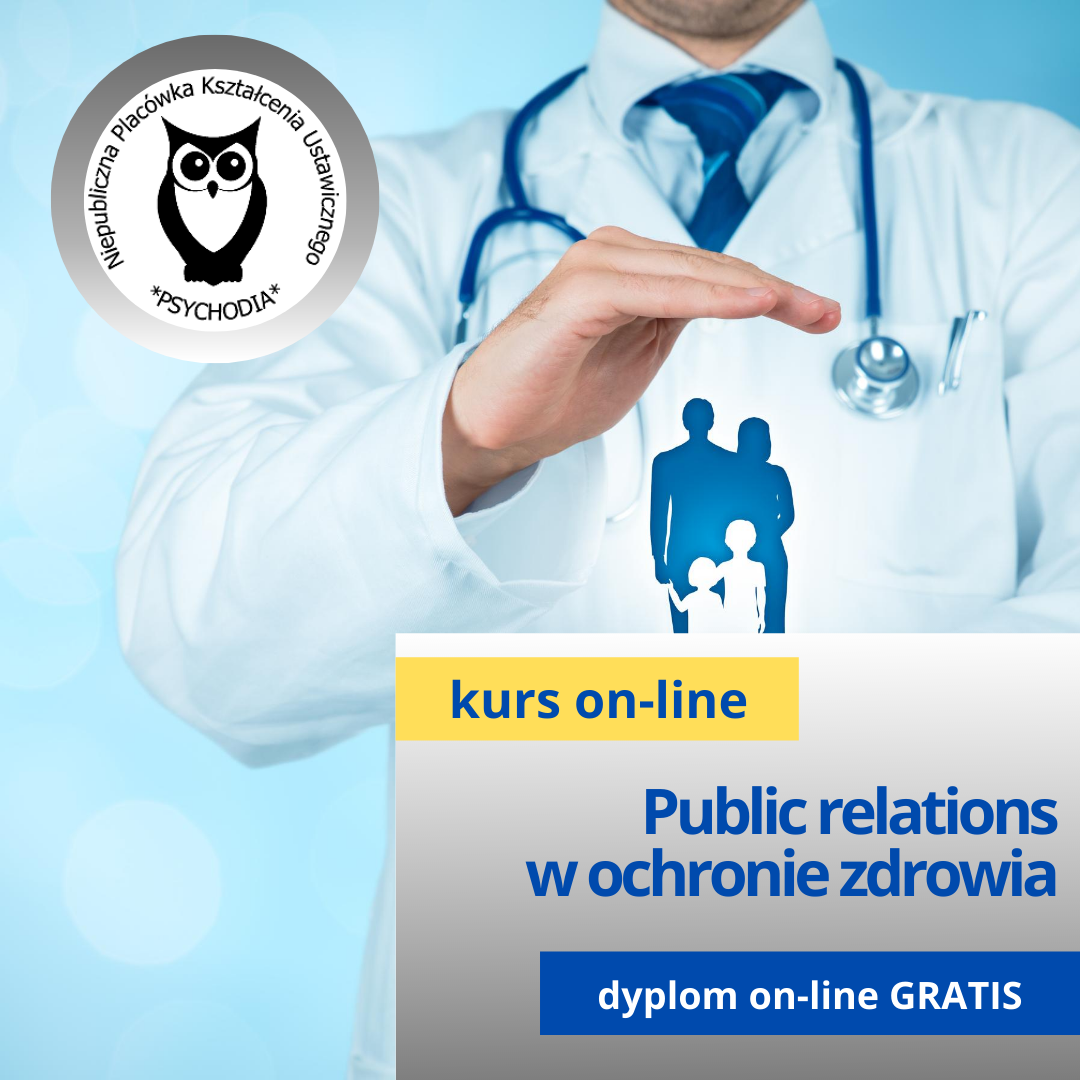 Niepubliczna Placówka Kształcenia Ustawicznego
*PSYCHODIA*
kurs on-line
Public relations
w ochronie zdrowia
dyplom on-line GRATIS